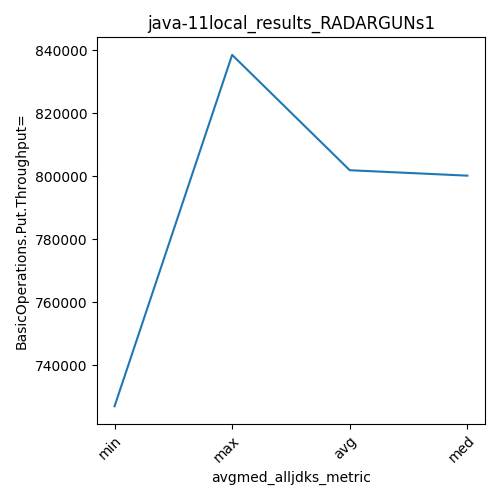 java-11local_results_RADARGUNs1
BasicOperations.Put.Throughput=
840000
820000
800000
780000
760000
740000
min
max
avg
med
avgmed_alljdks_metric